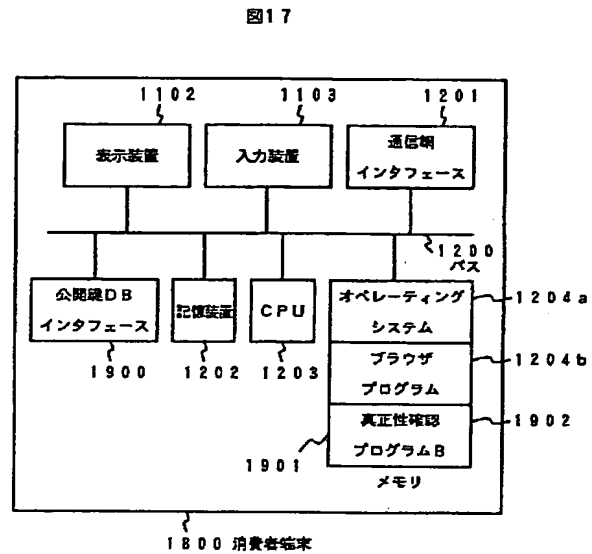 図17
1102
1103
1201
表示装置
入力装置
通信網
インタフェース
1200
バス
公開鍵DB
インタフェース
記憶装置
CPU
オペレーティング
システム
1204a
ブラウザ
プログラム
1204b
真正性確認
プログラムB
1902
1900
1202
1203
1901
メモリ
1800 消費者端末